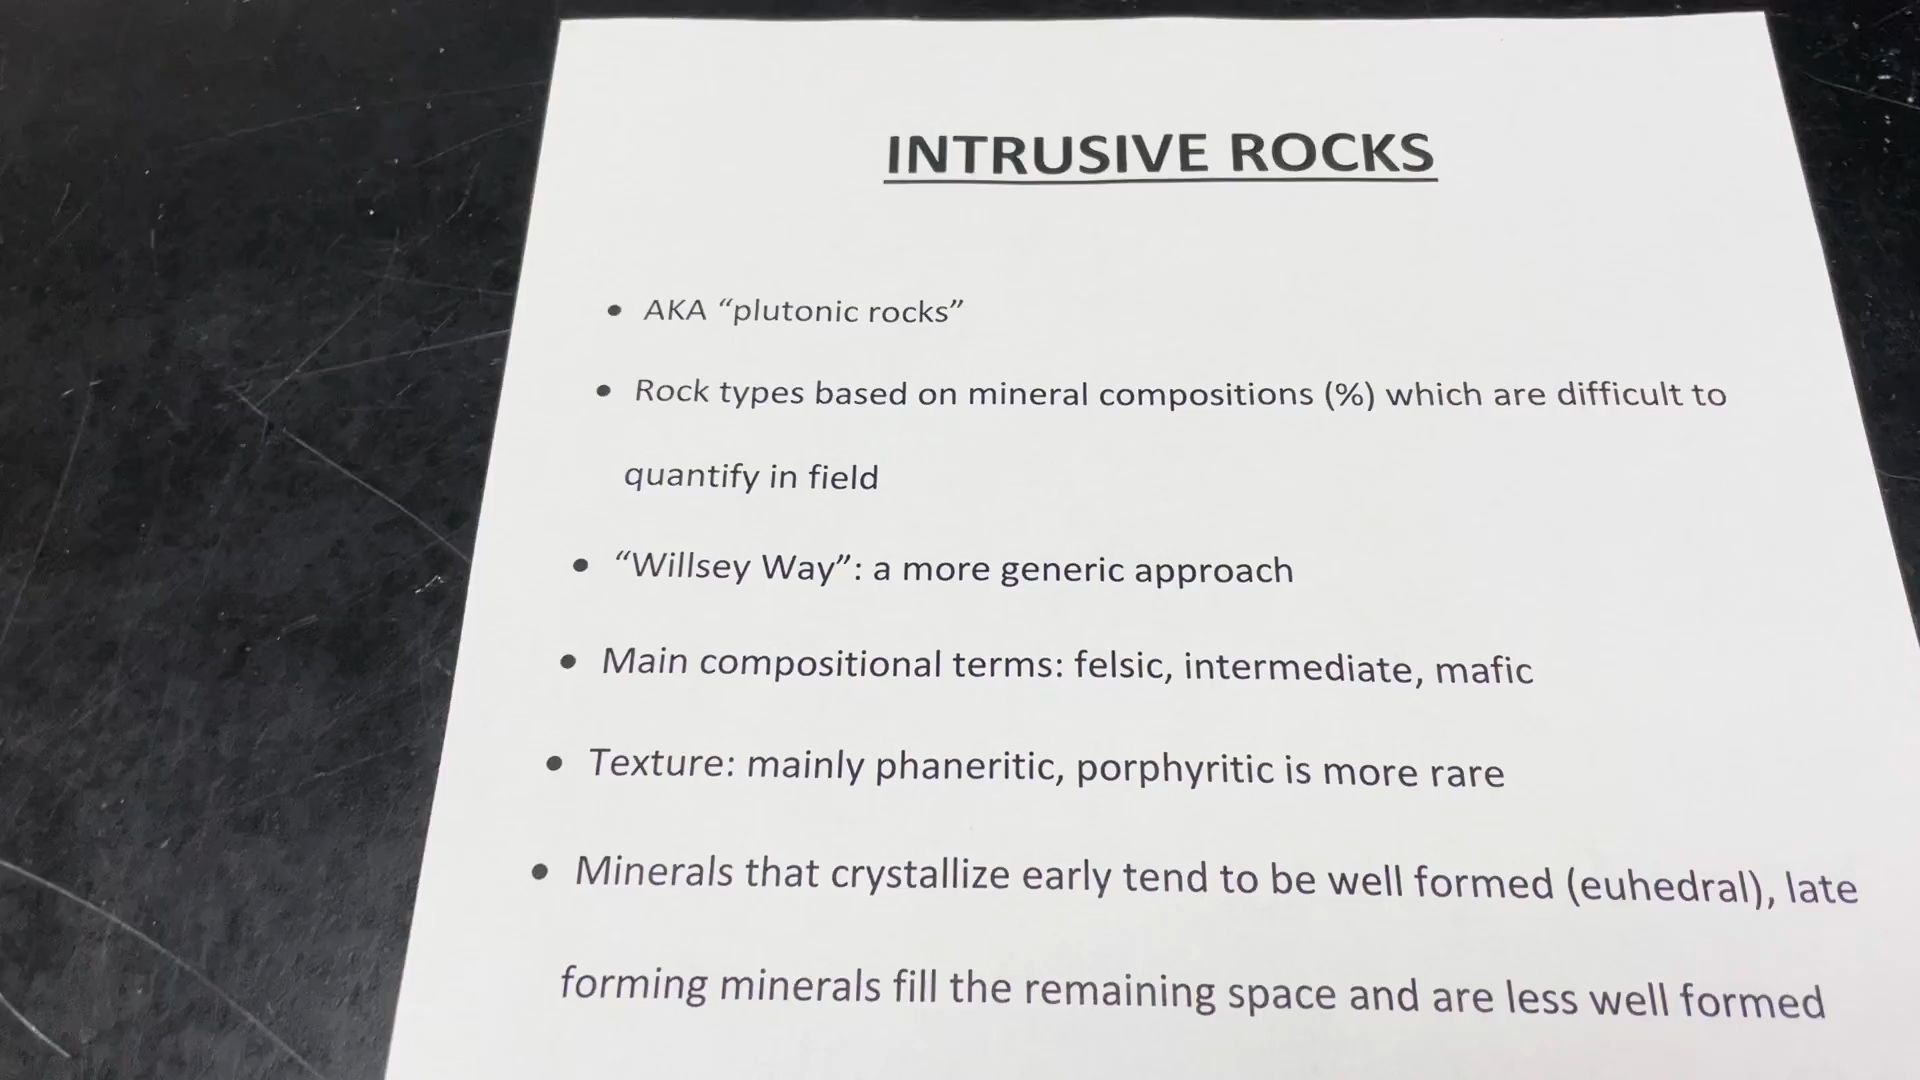 INTRUSIVE ROCKS
• AKA “plutonic rocks”
• Rock types based on mineral compositions (%) which are difficult to
quantify in field
• “Willsey Way”: a more generic approach
• Main compositional terms: felsic, intermediate, mafic
• Texture: mainly phaneritic, porphyritic is more rare
• Minerals that crystallize early tend to be well formed (euhedral), late
forming minerals fill the remaining space and are less well formed